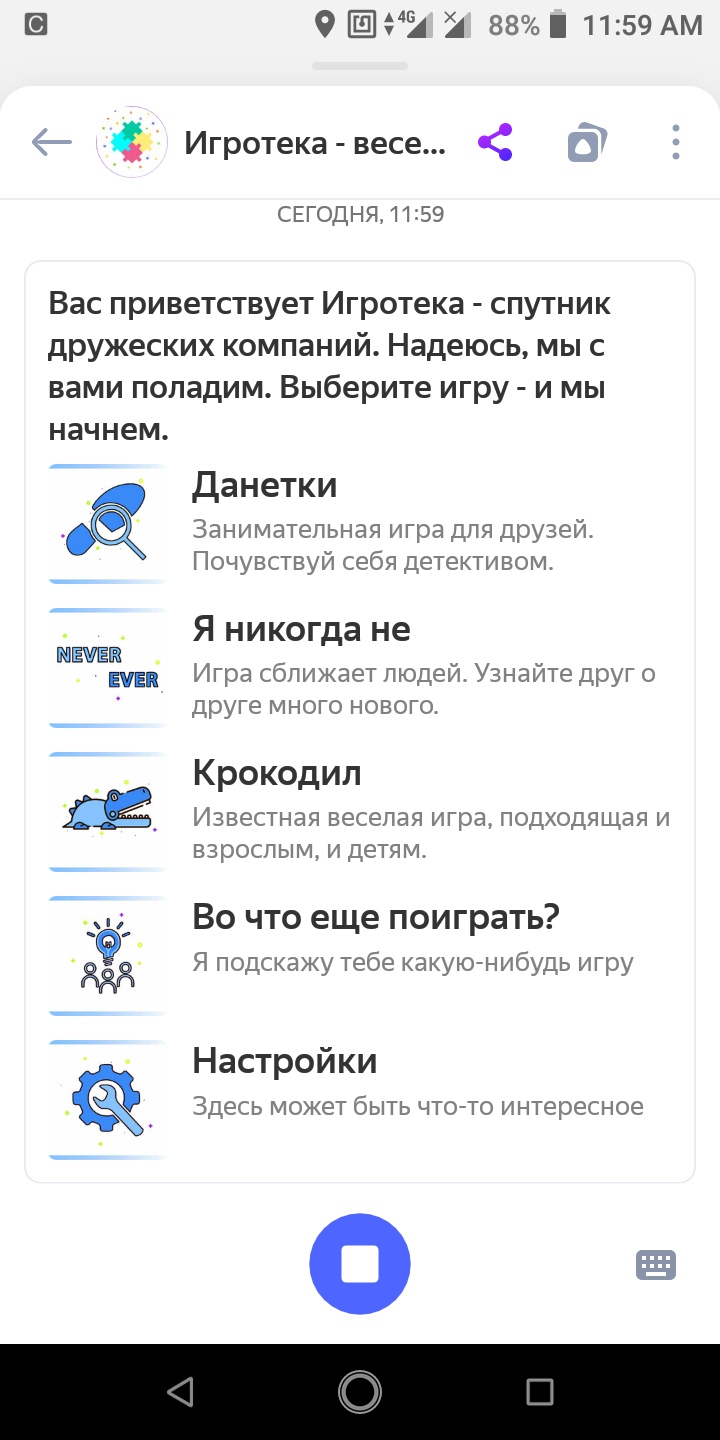 C
4G
88%
11:59 AM
Игротека - весе...
СЕГОДНЯ, 11:59
Вас приветствует Игротека - спутник
дружеских компаний. Надеюсь, мы с
вами поладим. Выберите игру - и мы
начнем.
Данетки
Занимательная игра для друзей.
Почувствуй себя детективом.
NEVER
EVER
Я никогда не
Игра сближает людей. Узнайте друг о
друге много нового.
Крокодил
Известная веселая игра, подходящая и
взрослым, и детям.
Во что еще поиграть?
Я подскажу тебе какую-нибудь игру
Настройки
Здесь может быть что-то интересное